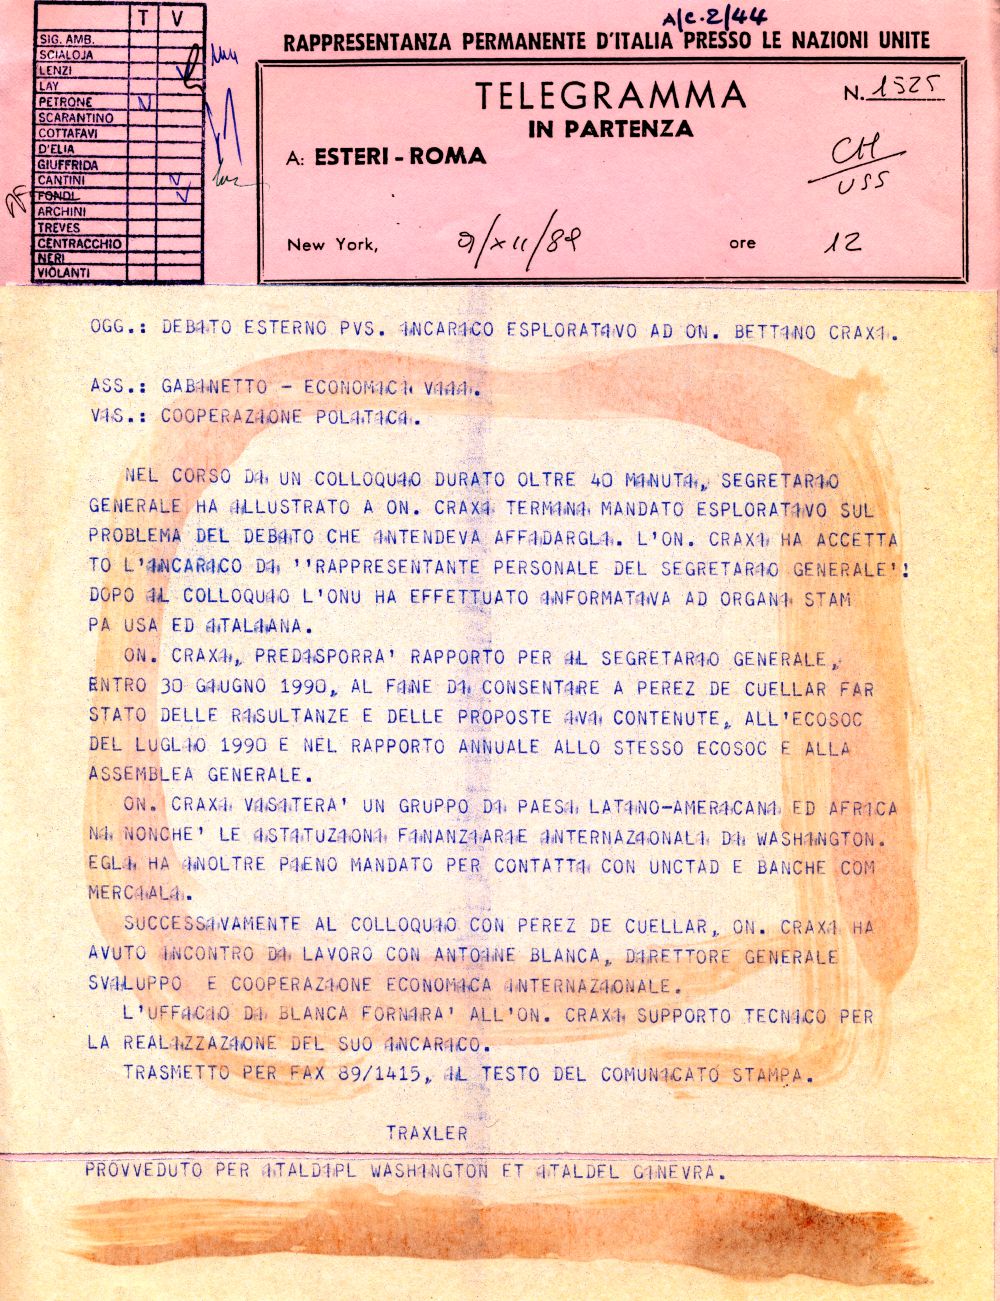 A/C.2/44
RAPPRESENTANZA PERMANENTE D'ITALIA PRESSO LE NAZIONI UNITE
T V
SIG. AMB.
SCIALOJA
LENZI
LAY
PETRONE
SCARANTINO
COTTAFAVI
D'ELIA
GIUFFRIDA
CANTINI
FONDI
ARCHINI
TREVES
CENTRACCHIO
NERI
VIOLANTI
TELEGRAMMA
IN PARTENZA
N. 1525
A: ESTERI - ROMA
CH
USS
New York, 9/XII/89 ore 12
OGG.: DEBITO ESTERNO PVS. INCARICO ESPLORATIVO AD ON. BETTINO CRAXI.
ASS.: GABINETTO - ECONOMICI VIII.
VIS.: COOPERAZIONE POLITICA.
NEL CORSO DI UN COLLOQUIO DURATO OLTRE 40 MINUTI, SEGRETARIO
GENERALE HA ILLUSTRATO A ON. CRAXI TERMINI MANDATO ESPLORATIVO SUL
PROBLEMA DEL DEBITO CHE INTENDEVA AFFIDARGLI. L'ON. CRAXI HA ACCETTA
TO L'INCARICO DI ''RAPPRESENTANTE PERSONALE DEL SEGRETARIO GENERALE'!
DOPO IL COLLOQUIO L'ONU HA EFFETTUATO INFORMATIVA AD ORGANI STAM
PA USA ED ITALIANA.
ON. CRAXI, PREDISPORRA' RAPPORTO PER IL SEGRETARIO GENERALE,
ENTRO 30 GIUGNO 1990, AL FINE DI CONSENTIRE A PEREZ DE CUELLAR FAR
STATO DELLE RISULTANZE E DELLE PROPOSTE IVI CONTENUTE, ALL'ECOSOC
DEL LUGLIO 1990 E NEL RAPPORTO ANNUALE ALLO STESSO ECOSOC E ALLA
ASSEMBLEA GENERALE.
ON. CRAXI VISITERA' UN GRUPPO DI PAESI LATINO-AMERICANI ED AFRICA
NI NONCHE' LE ISTITUZIONI FINANZIARIE INTERNAZIONALI DI WASHINGTON.
EGLI HA INOLTRE PIENO MANDATO PER CONTATTI CON UNCTAD E BANCHE COM
MERCIALI.
SUCCESSIVAMENTE AL COLLOQUIO CON PEREZ DE CUELLAR, ON. CRAXI HA
AVUTO INCONTRO DI LAVORO CON ANTOINE BLANCA, DIRETTORE GENERALE
SVILUPPO E COOPERAZIONE ECONOMICA INTERNAZIONALE.
L'UFFICIO DI BLANCA FORNIRA' ALL'ON. CRAXI SUPPORTO TECNICO PER
LA REALIZZAZIONE DEL SUO INCARICO.
TRASMETTO PER FAX 89/1415, IL TESTO DEL COMUNICATO STAMPA.
TRAXLER
PROVVEDUTO PER ITALDIPL WASHINGTON ET ITALDEL GINEVRA.